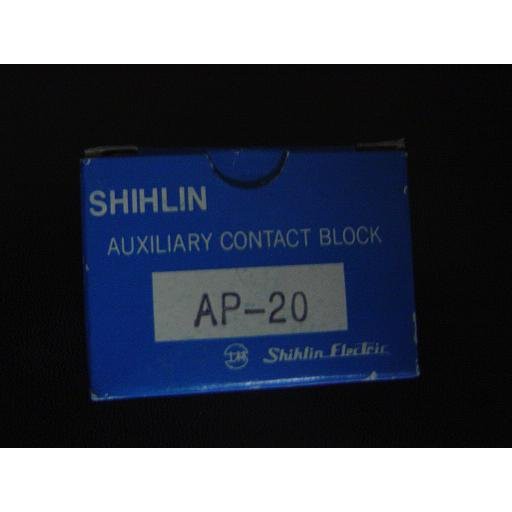 SHIHLIN
AUXILIARY CONTACT BLOCK
AP-20
Shihlin Electric